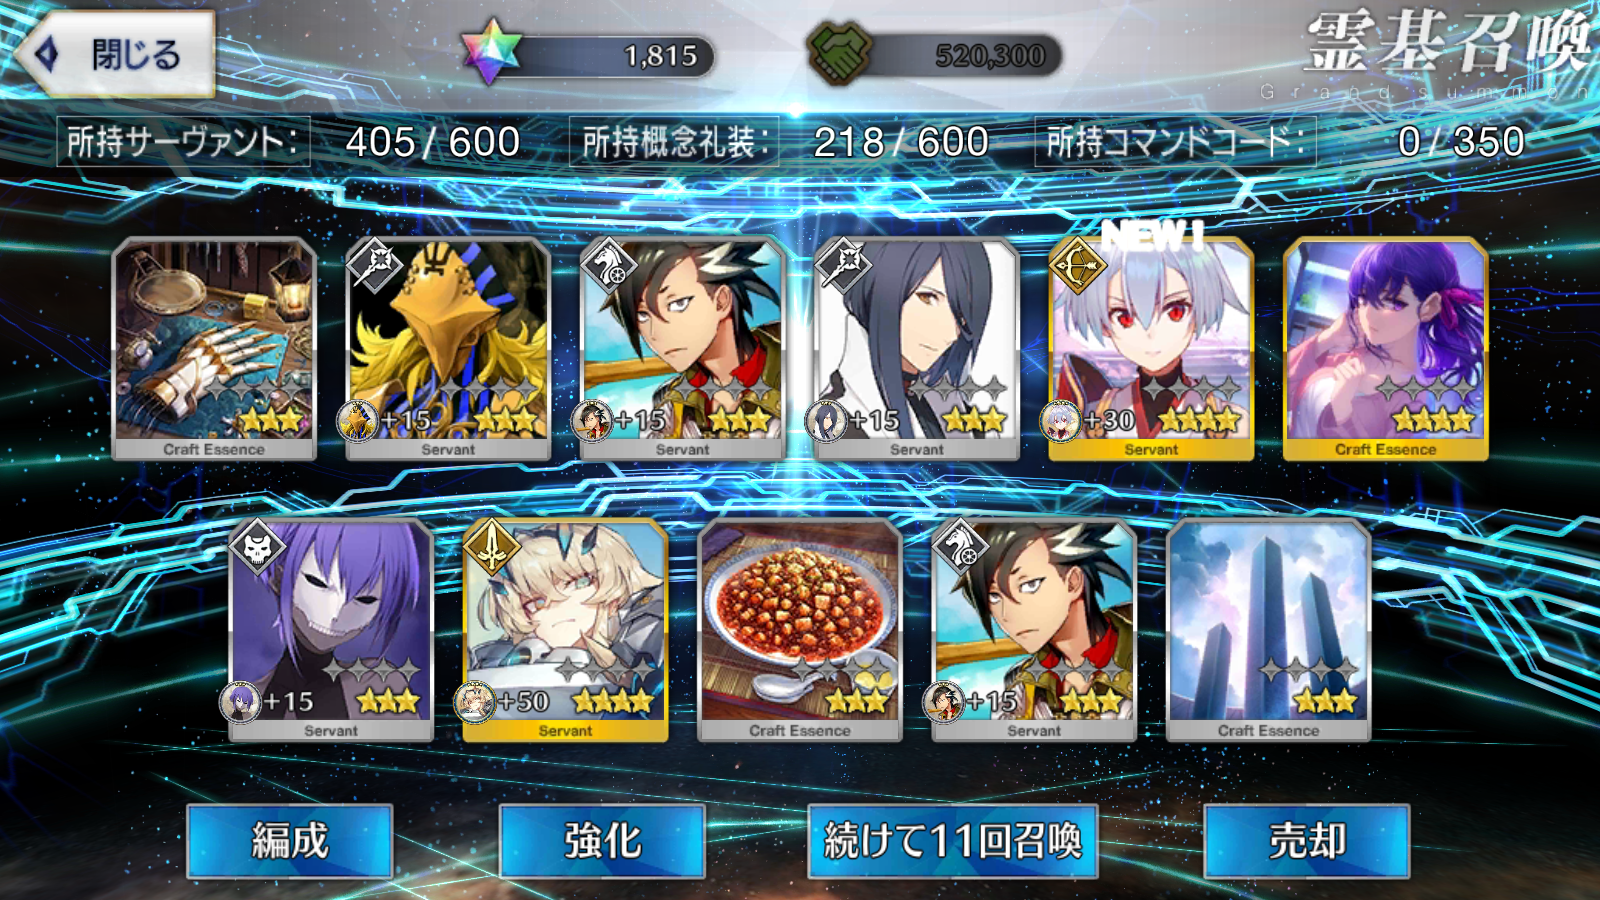 閉じる
1,815
520,300
霊基召喚
Grand summon
所持サーヴァント: 405/600
所持概念礼装: 218/600
所持コマンドコード: 0/350
NEW!
+15
+15
+15
+30
Craft Essence
Servant
Servant
Servant
Servant
Craft Essence
+15
+50
+15
Servant
Servant
Craft Essence
Servant
Craft Essence
編成
強化
続けて11回召喚
売却